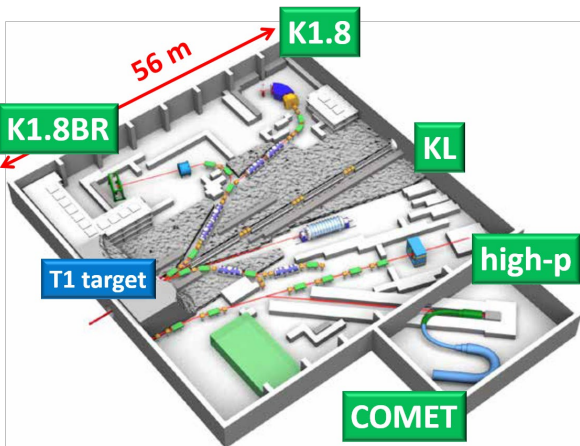 K1.8
56 m
K1.8BR
KL
T1 target
high-p
COMET